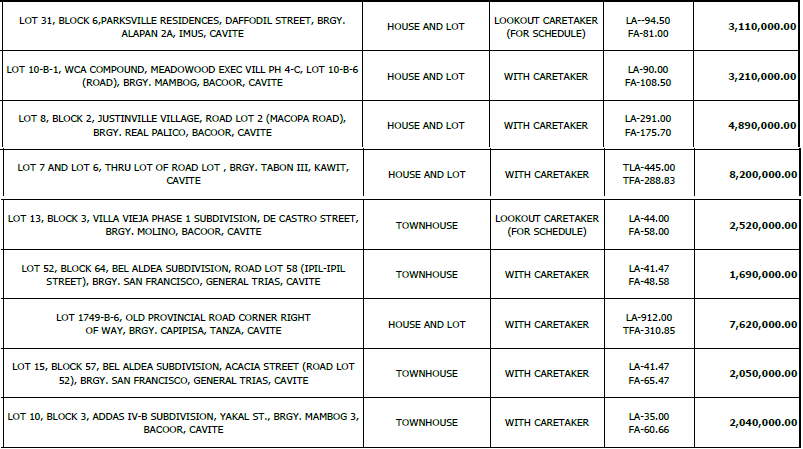 LOT 31, BLOCK 6,PARKSVILLE RESIDENCES, DAFFODIL STREET, BRGY.
ALAPAN 2A, IMUS, CAVITE
HOUSE AND LOT
LOOKOUT CARETAKER
(FOR SCHEDULE)
LA--94.50
FA-81.00
3,110,000.00
LOT 10-B-1, WCA COMPOUND, MEADOWOOD EXEC VILL PH 4-C, LOT 10-B-6
(ROAD), BRGY. MAMBOG, BACOOR, CAVITE
HOUSE AND LOT
WITH CARETAKER
LA-90.00
FA-108.50
3,210,000.00
LOT 8, BLOCK 2, JUSTINVILLE VILLAGE, ROAD LOT 2 (MACOPA ROAD),
BRGY. REAL PALICO, BACOOR, CAVITE
HOUSE AND LOT
WITH CARETAKER
LA-291.00
FA-175.70
4,890,000.00
LOT 7 AND LOT 6, THRU LOT OF ROAD LOT , BRGY. TABON III, KAWIT,
CAVITE
HOUSE AND LOT
WITH CARETAKER
TLA-445.00
TFA-288.83
8,200,000.00
LOT 13, BLOCK 3, VILLA VIEJA PHASE 1 SUBDIVISION, DE CASTRO STREET,
BRGY. MOLINO, BACOOR, CAVITE
TOWNHOUSE
LOOKOUT CARETAKER
(FOR SCHEDULE)
LA-44.00
FA-58.00
2,520,000.00
LOT 52, BLOCK 64, BEL ALDEA SUBDIVISION, ROAD LOT 58 (IPIL-IPIL
STREET), BRGY. SAN FRANCISCO, GENERAL TRIAS, CAVITE
TOWNHOUSE
WITH CARETAKER
LA-41.47
FA-48.58
1,690,000.00
LOT 1749-B-6, OLD PROVINCIAL ROAD CORNER RIGHT
OF WAY, BRGY. CAPIPISA, TANZA, CAVITE
HOUSE AND LOT
WITH CARETAKER
LA-912.00
TFA-310.85
7,620,000.00
LOT 15, BLOCK 57, BEL ALDEA SUBDIVISION, ACACIA STREET (ROAD LOT
52), BRGY. SAN FRANCISCO, GENERAL TRIAS, CAVITE
TOWNHOUSE
WITH CARETAKER
LA-41.47
FA-65.47
2,050,000.00
LOT 10, BLOCK 3, ADDAS IV-B SUBDIVISION, YAKAL ST., BRGY. MAMBOG 3,
BACOOR, CAVITE
TOWNHOUSE
WITH CARETAKER
LA-35.00
FA-60.66
2,040,000.00